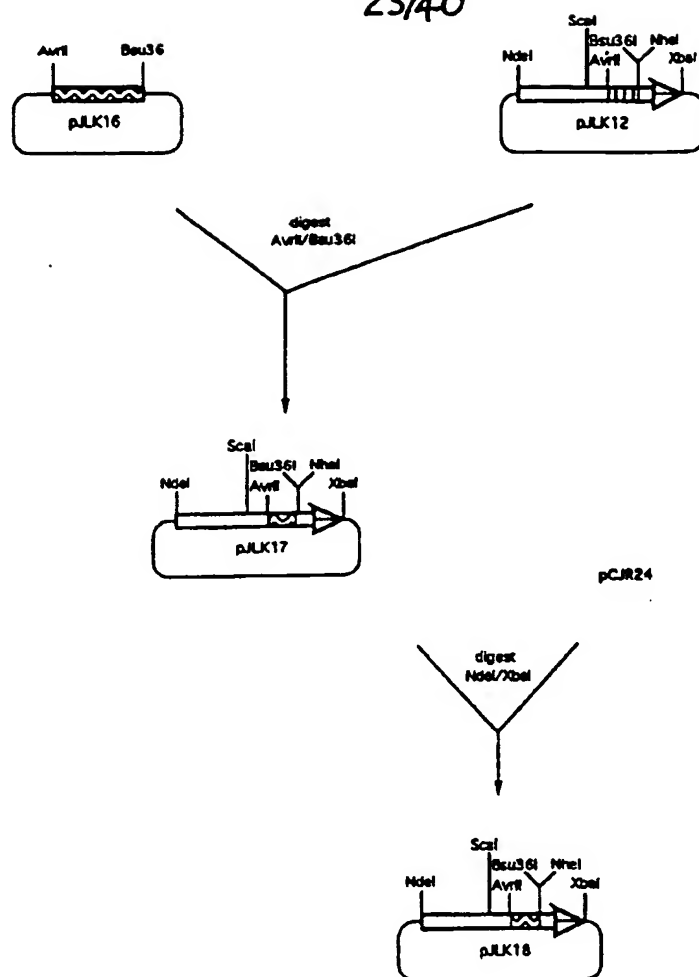 23/40
AvrII
Bsu36
pJLK16
ScaI
Bsu36I
NheI
NdeI
AvrII
XbaI
pJLK12
digest
AvrII/Bsu36I
ScaI
Bsu36I
NheI
NdeI
AvrII
XbaI
pJLK17
pCJR24
digest
NdeI/XbaI
ScaI
Bsu36I
NheI
NdeI
AvrII
XbaI
pJLK18